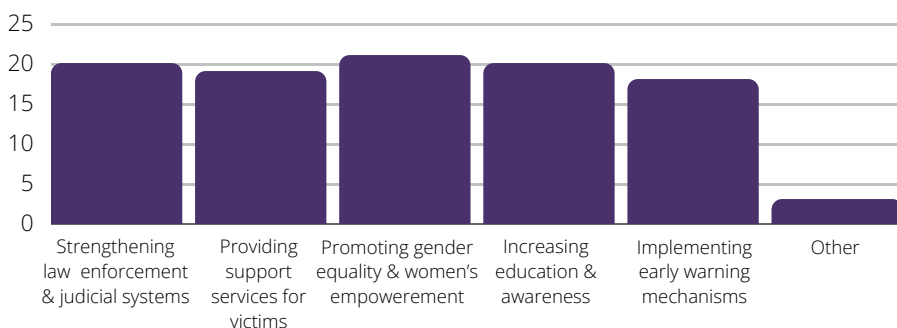 25
20
15
10
5
0
Strengthening
law enforcement
& judicial systems
Providing
support
services for
victims
Promoting gender
equality & women's
empowerement
Increasing
education &
awareness
Implementing
early warning
mechanisms
Other